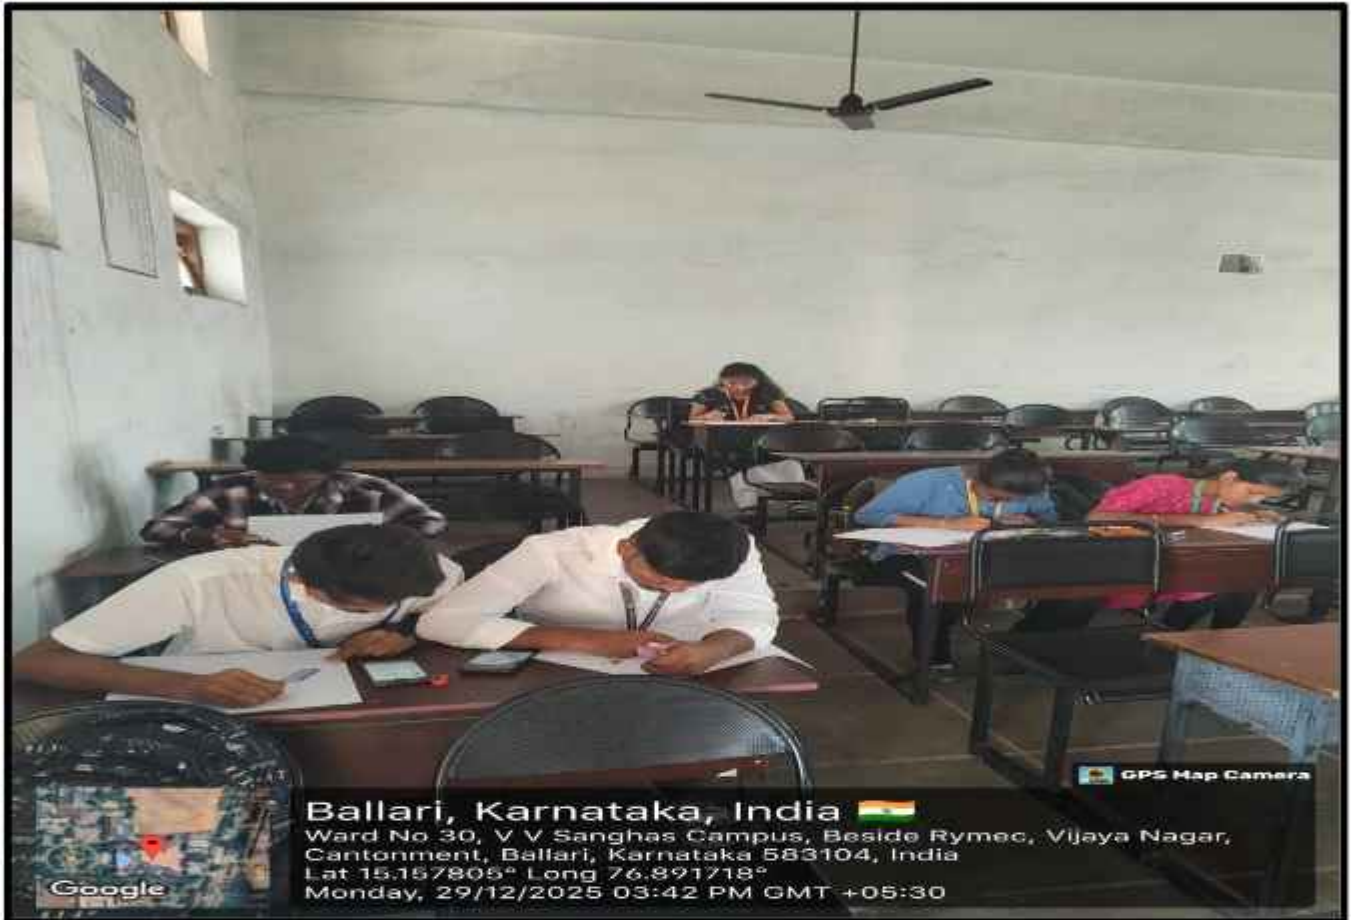 GPS Map Camera
Ballari, Karnataka, India
Ward No 30, V V Sanghas Campus, Beside Rymec, Vijaya Nagar,
Cantonment, Ballari, Karnataka 583104, India
Lat 15.157805° Long 76.891718°
Monday, 29/12/2025 03:42 PM GMT +05:30
Google